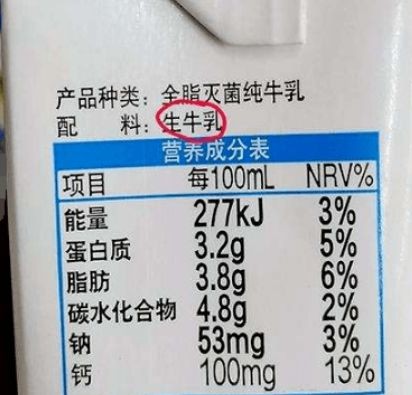 产品种类：全脂灭菌纯牛乳
配 料：生牛乳
营养成分表
项目 每100mL NRV%
能量 277kJ 3%
蛋白质 3.2g 5%
脂肪 3.8g 6%
碳水化合物 4.8g 2%
钠 53mg 3%
钙 100mg 13%